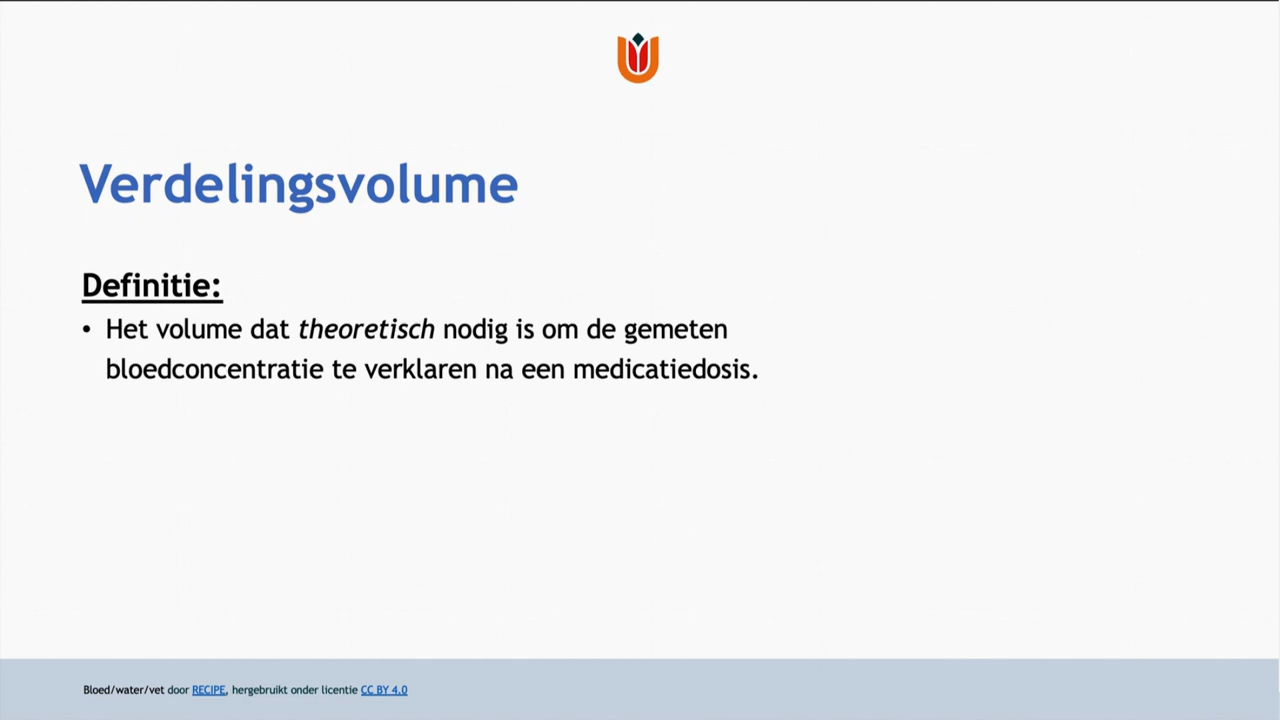 Verdelingsvolume
Definitie:
• Het volume dat theoretisch nodig is om de gemeten
bloedconcentratie te verklaren na een medicatiedosis.
Bloed/water/vet door RECIPE, hergebruikt onder licentie CC BY 4.0